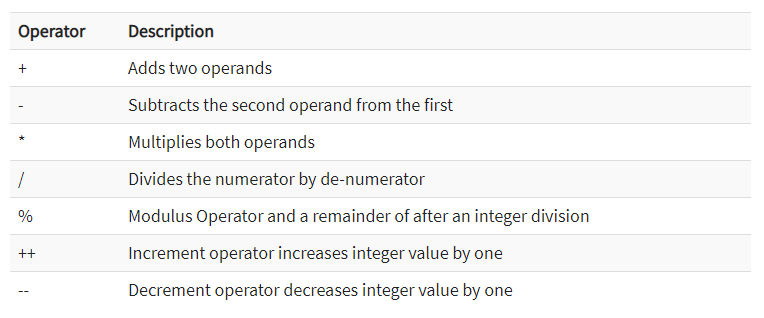 Operator Description
+ Adds two operands
- Subtracts the second operand from the first
* Multiplies both operands
/ Divides the numerator by de-numerator
% Modulus Operator and a remainder of after an integer division
++ Increment operator increases integer value by one
-- Decrement operator decreases integer value by one